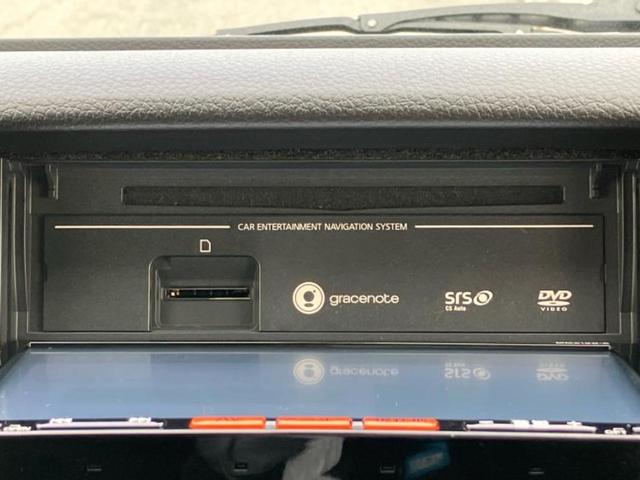 CAR ENTERTAINMENT NAVIGATION SYSTEM
gracenote
SRS
CS Auto
DVD
VIDEO